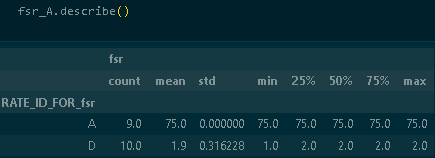 fsr_A.describe()
fsr
count mean std min 25% 50% 75% max
RATE_ID_FOR_fsr
A 9.0 75.0 0.000000 75.0 75.0 75.0 75.0 75.0
D 10.0 1.9 0.316228 1.0 2.0 2.0 2.0 2.0